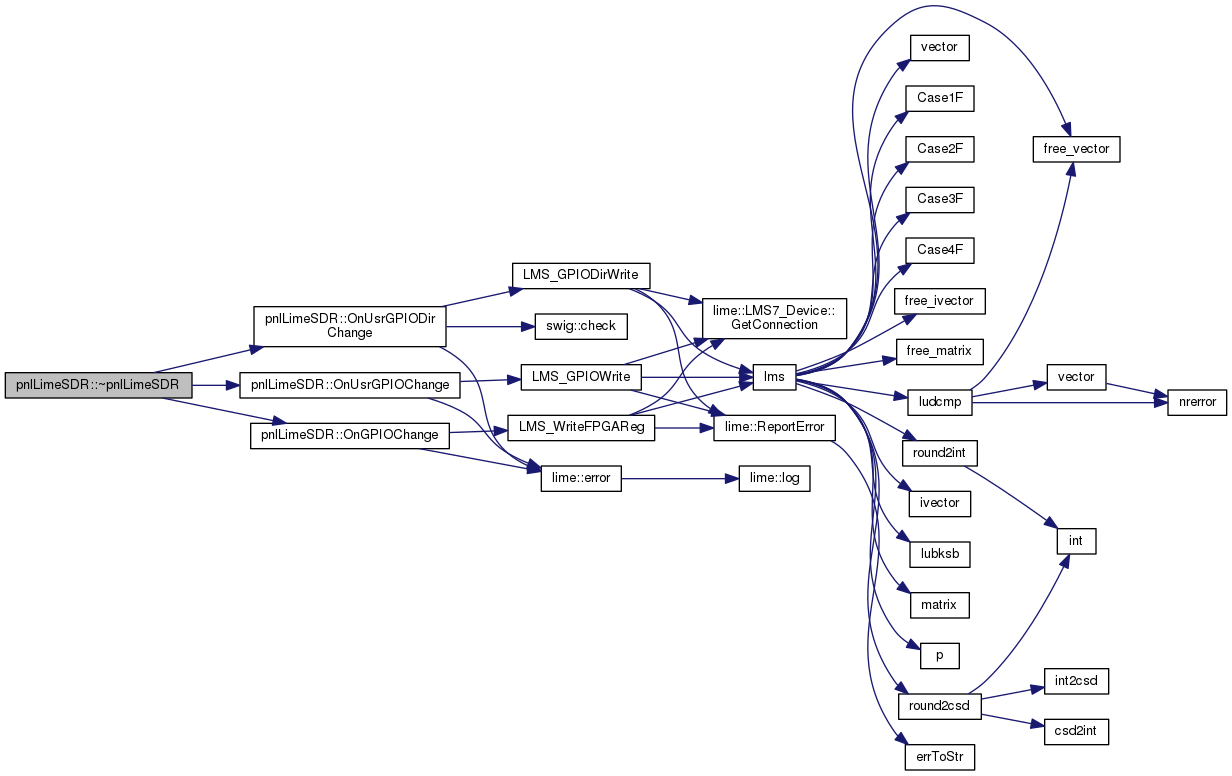 pnlLimeSDR::~pnlLimeSDR
pnlLimeSDR::OnUsrGPIODir
Change
pnlLimeSDR::OnUsrGPIOChange
pnlLimeSDR::OnGPIOChange
LMS_GPIODirWrite
swig::check
LMS_GPIOWrite
LMS_WriteFPGAReg
lime::error
lime::LMS7_Device::
GetConnection
lms
lime::ReportError
lime::log
vector
Case1F
Case2F
Case3F
Case4F
free_ivector
free_matrix
ludcmp
round2int
ivector
lubksb
matrix
p
round2csd
errToStr
free_vector
vector
int
int2csd
csd2int
nrerror